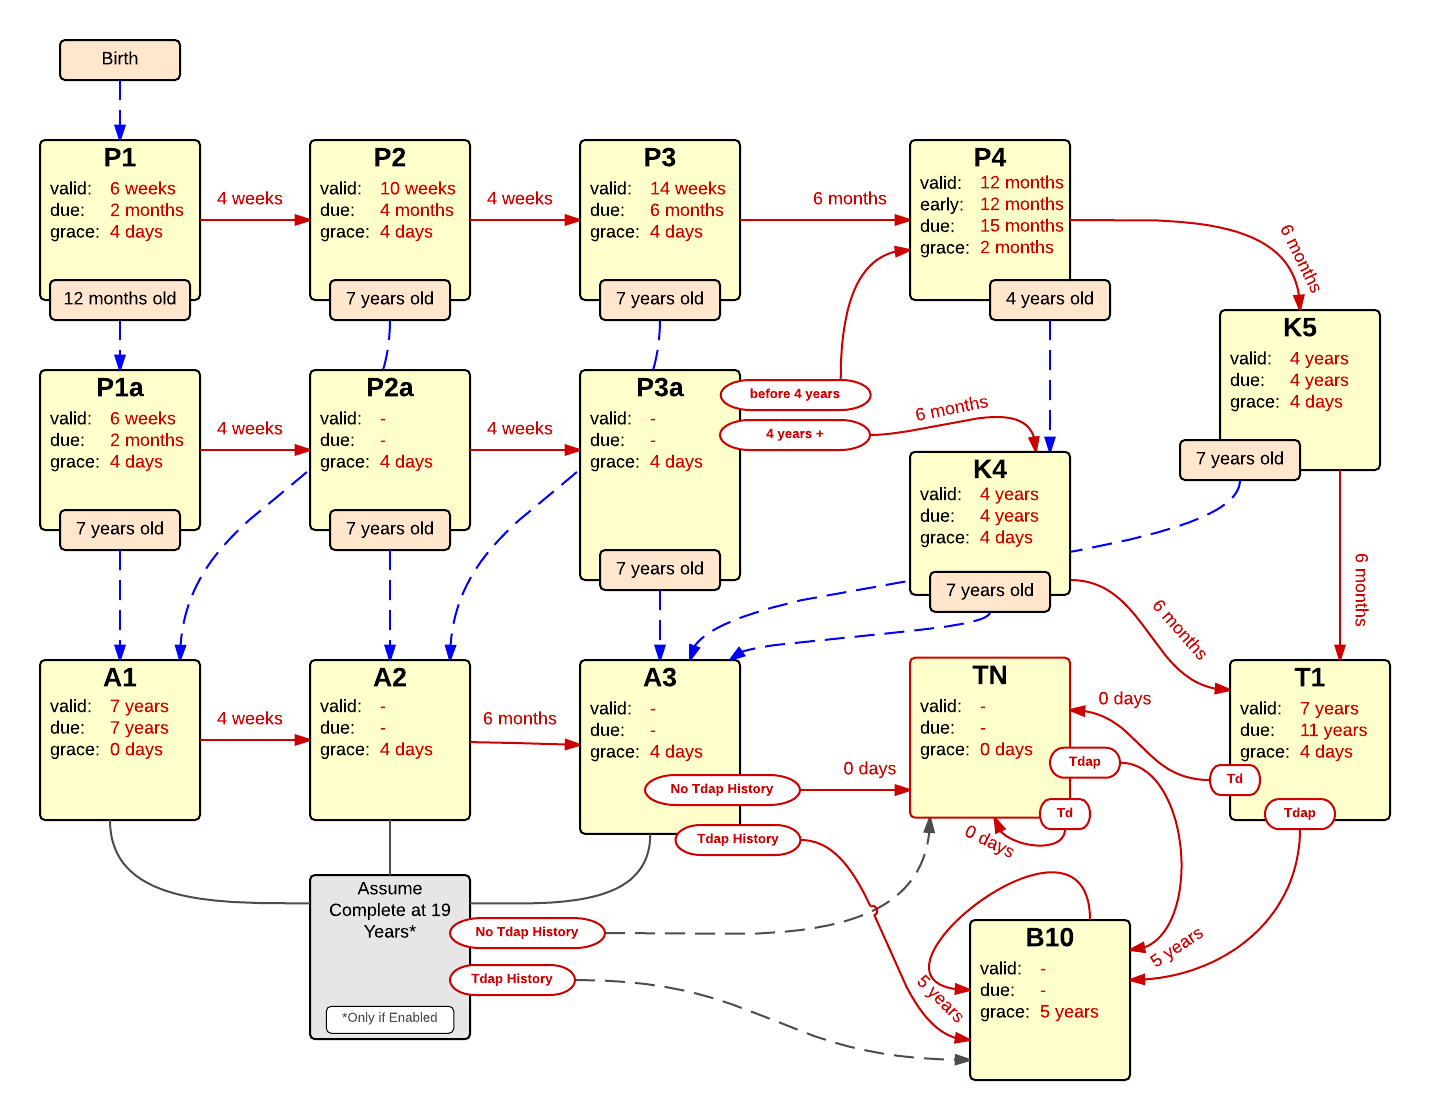 Birth
P1
valid: 6 weeks
due: 2 months
grace: 4 days
12 months old
4 weeks
P2
valid: 10 weeks
due: 4 months
grace: 4 days
7 years old
4 weeks
P3
valid: 14 weeks
due: 6 months
grace: 4 days
7 years old
6 months
P4
valid: 12 months
early: 12 months
due: 15 months
grace: 2 months
4 years old
6 months
K5
valid: 4 years
due: 4 years
grace: 4 days
7 years old
6 months
P1a
valid: 6 weeks
due: 2 months
grace: 4 days
7 years old
4 weeks
P2a
valid: -
due: -
grace: 4 days
7 years old
4 weeks
P3a
valid: -
due: -
grace: 4 days
7 years old
before 4 years
4 years +
6 months
K4
valid: 4 years
due: 4 years
grace: 4 days
7 years old
6 months
A1
valid: 7 years
due: 7 years
grace: 0 days
4 weeks
A2
valid: -
due: -
grace: 4 days
6 months
A3
valid: -
due: -
grace: 4 days
No Tdap History
Tdap History
0 days
TN
valid: -
due: -
grace: 0 days
Tdap
Td
0 days
0 days
T1
valid: 7 years
due: 11 years
grace: 4 days
Td
Tdap
5 years
Assume
Complete at 19
Years*
No Tdap History
Tdap History
*Only if Enabled
5 years
B10
valid: -
due: -
grace: 5 years